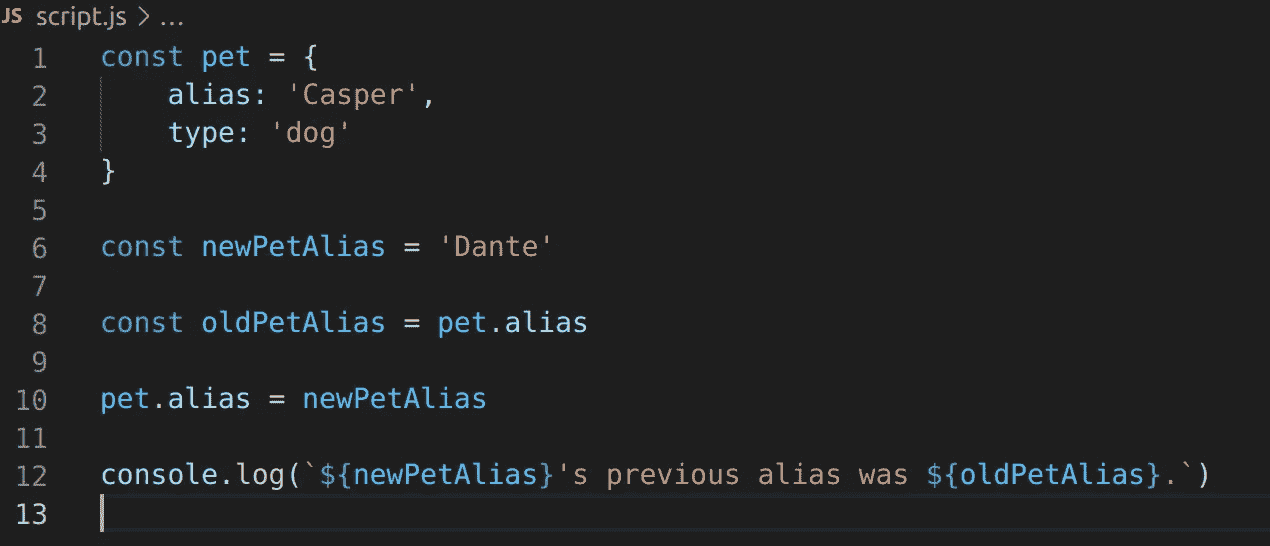 JS script.js > ...
1 const pet = {
2     alias: 'Casper',
3     type: 'dog'
4 }
5
6 const newPetAlias = 'Dante'
7
8 const oldPetAlias = pet.alias
9
10 pet.alias = newPetAlias
11
12 console.log(`${newPetAlias}'s previous alias was ${oldPetAlias}.`)
13